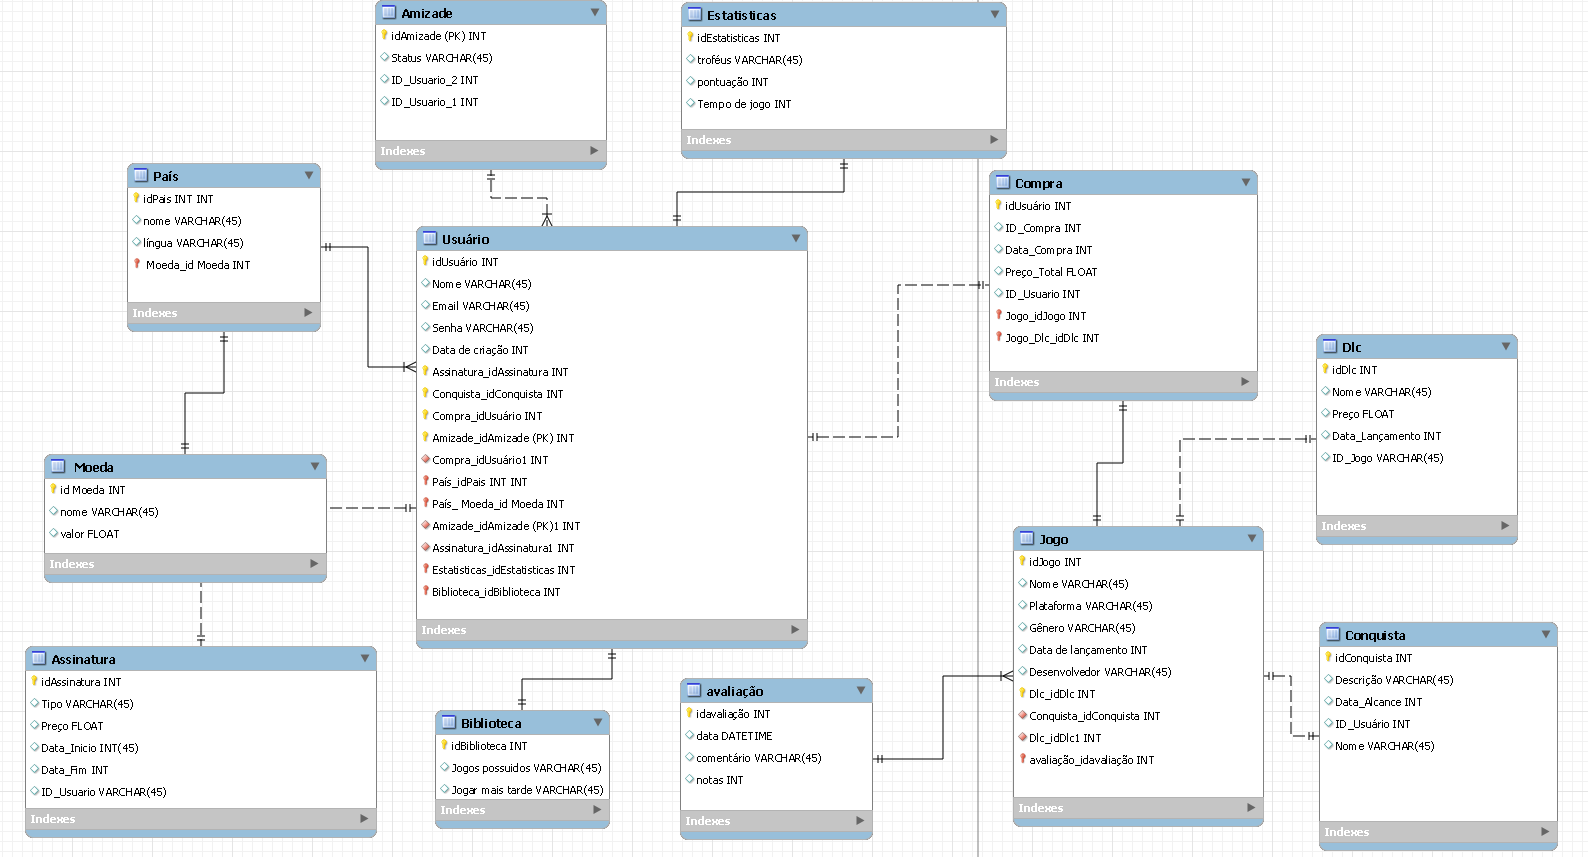 Amizade
idAmizade (PK) INT
Status VARCHAR(45)
ID_Usuario_2 INT
ID_Usuario_1 INT
Indexes
Estatisticas
idEstatisticas INT
troféus VARCHAR(45)
pontuação INT
Tempo de jogo INT
Indexes
País
idPais INT INT
nome VARCHAR(45)
língua VARCHAR(45)
Moeda_id Moeda INT
Indexes
Compra
idUsuário INT
ID_Compra INT
Data_Compra INT
Preço_Total FLOAT
ID_Usuario INT
Jogo_idJogo INT
Jogo_Dlc_idDlc INT
Indexes
Usuário
idUsuário INT
Nome VARCHAR(45)
Email VARCHAR(45)
Senha VARCHAR(45)
Data de criação INT
Assinatura_idAssinatura INT
Conquista_idConquista INT
Compra_idUsuário INT
Amizade_idAmizade (PK) INT
Compra_idUsuário1 INT
País_idPais INT INT
País_ Moeda_id Moeda INT
Amizade_idAmizade (PK)1 INT
Assinatura_idAssinatura1 INT
Estatisticas_idEstatisticas INT
Biblioteca_idBiblioteca INT
Indexes
Dlc
idDlc INT
Nome VARCHAR(45)
Preço FLOAT
Data_Lançamento INT
ID_Jogo VARCHAR(45)
Indexes
Moeda
id Moeda INT
nome VARCHAR(45)
valor FLOAT
Indexes
Jogo
idJogo INT
Nome VARCHAR(45)
Plataforma VARCHAR(45)
Gênero VARCHAR(45)
Data de lançamento INT
Desenvolvedor VARCHAR(45)
Dlc_idDlc INT
Conquista_idConquista INT
Dlc_idDlc1 INT
avaliação_idavaliação INT
Indexes
Conquista
idConquista INT
Descrição VARCHAR(45)
Data_Alcance INT
ID_Usuário INT
Nome VARCHAR(45)
Indexes
Assinatura
idAssinatura INT
Tipo VARCHAR(45)
Preço FLOAT
Data_Inicio INT(45)
Data_Fim INT
ID_Usuario VARCHAR(45)
Indexes
Biblioteca
idBiblioteca INT
Jogos possuidos VARCHAR(45)
Jogar mais tarde VARCHAR(45)
Indexes
avaliação
idavaliação INT
data DATETIME
comentário VARCHAR(45)
notas INT
Indexes